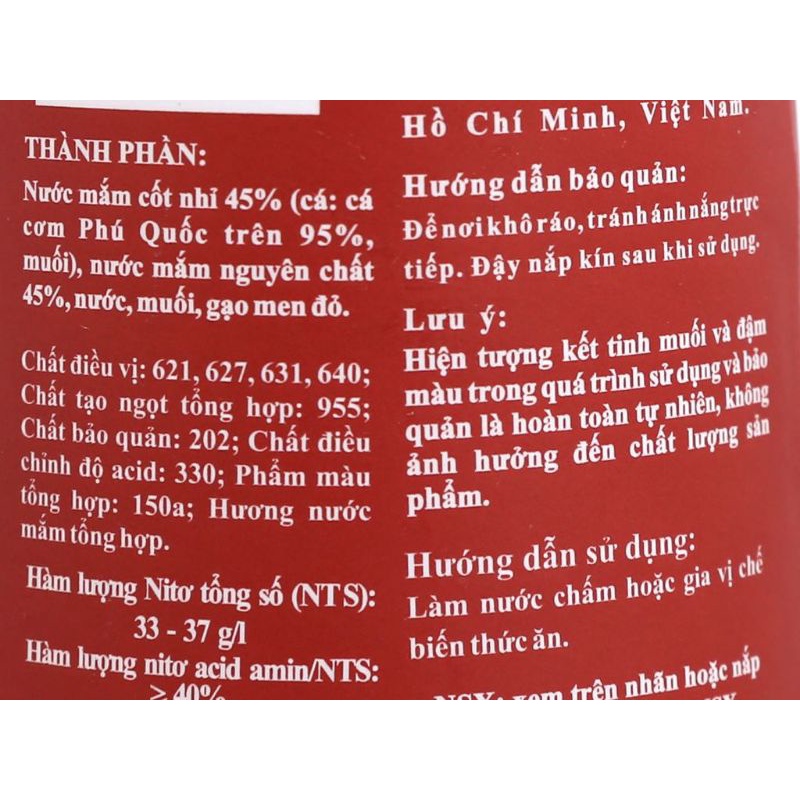 THÀNH PHẦN:
Nước mắm cốt nhỉ 45% (cá: cá
cơm Phú Quốc trên 95%,
muối), nước mắm nguyên chất
45%, nước, muối, gạo men đỏ.
Chất điều vị: 621, 627, 631, 640;
Chất tạo ngọt tổng hợp: 955;
Chất bảo quản: 202; Chất điều
chỉnh độ acid: 330; Phẩm màu
tổng hợp: 150a; Hương nước
mắm tổng hợp.
Hàm lượng Nitơ tổng số (NTS):
33 - 37 g/l
Hàm lượng nitơ acid amin/NTS:
≥ 40%
Hồ Chí Minh, Việt Nam.
Hướng dẫn bảo quản:
Để nơi khô ráo, tránh ánh nắng trực
tiếp. Đậy nắp kín sau khi sử dụng.
Lưu ý:
Hiện tượng kết tinh muối và đậm
màu trong quá trình sử dụng và bảo
quản là hoàn toàn tự nhiên, không
ảnh hưởng đến chất lượng sản
phẩm.
Hướng dẫn sử dụng:
Làm nước chấm hoặc gia vị chế
biến thức ăn.
NSX: xem trên nhãn hoặc nắp